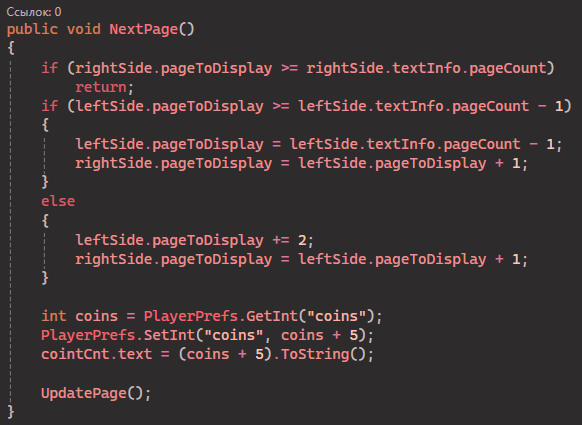 Ссылок: 0
public void NextPage()
{
    if (rightSide.pageToDisplay >= rightSide.textInfo.pageCount)
        return;
    if (leftSide.pageToDisplay >= leftSide.textInfo.pageCount - 1)
    {
        leftSide.pageToDisplay = leftSide.textInfo.pageCount - 1;
        rightSide.pageToDisplay = leftSide.pageToDisplay + 1;
    }
    else
    {
        leftSide.pageToDisplay += 2;
        rightSide.pageToDisplay = leftSide.pageToDisplay + 1;
    }

    int coins = PlayerPrefs.GetInt("coins");
    PlayerPrefs.SetInt("coins", coins + 5);
    cointCnt.text = (coins + 5).ToString();

    UpdatePage();
}